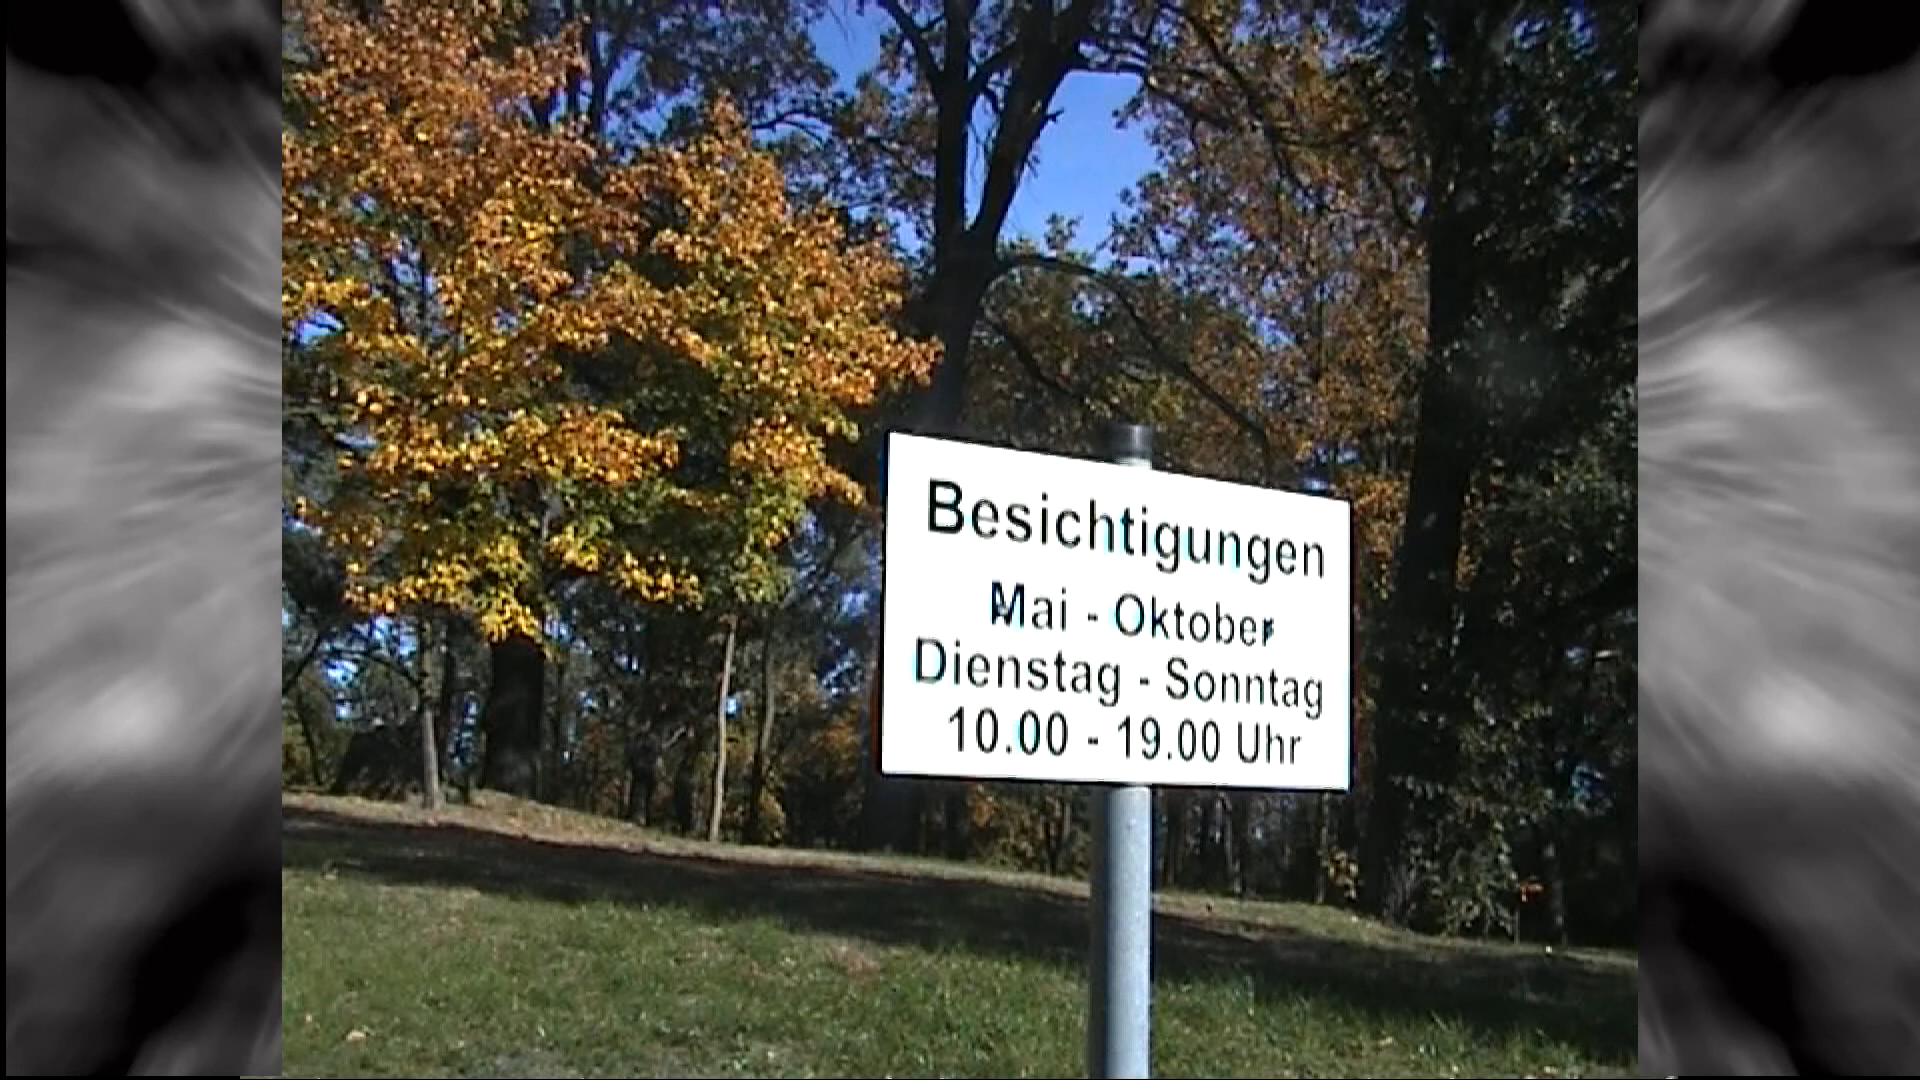 Besichtigungen
Mai - Oktober
Dienstag - Sonntag
10.00 - 19.00 Uhr